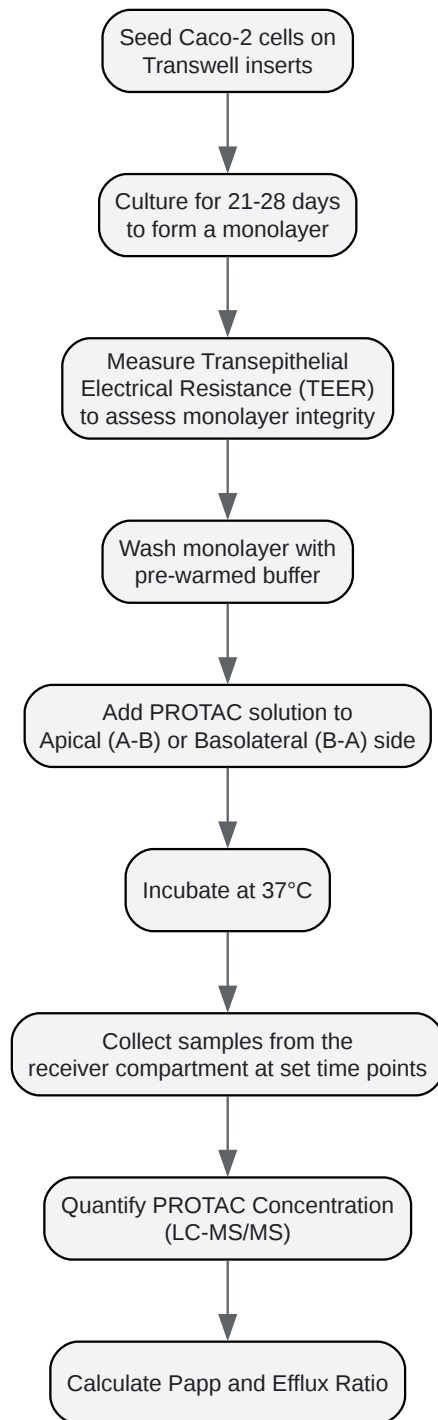 Seed Caco-2 cells on
Transwell inserts
Culture for 21-28 days
to form a monolayer
Measure Transepithelial
Electrical Resistance (TEER)
to assess monolayer integrity
Wash monolayer with
pre-warmed buffer
Add PROTAC solution to
Apical (A-B) or Basolateral (B-A) side
Incubate at 37°C
Collect samples from the
receiver compartment at set time points
Quantify PROTAC Concentration
(LC-MS/MS)
Calculate Papp and Efflux Ratio